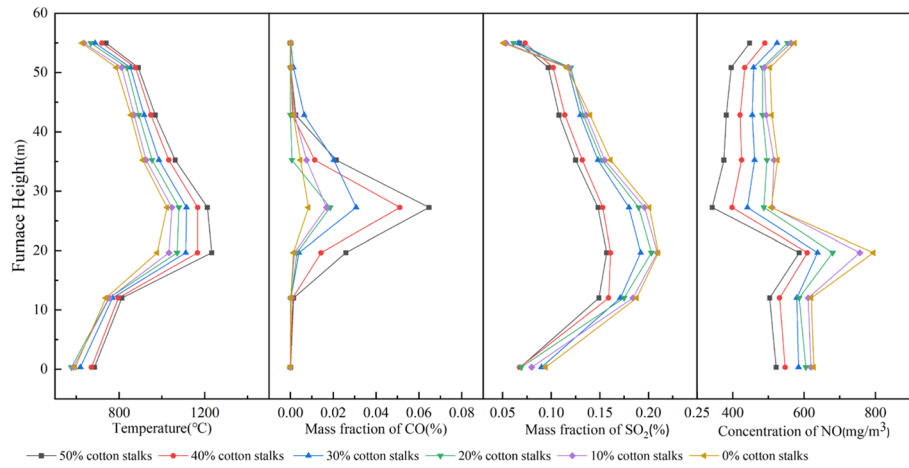 Furnace Height(m)
60
50
40
30
20
10
0
800 1200
0.00 0.02 0.04 0.06 0.08
0.05 0.10 0.15 0.20 0.25
400 600 800
Temperature(℃)
Mass fraction of CO(%)
Mass fraction of SO₂(%)
Concentration of NO(mg/m³)
50% cotton stalks 40% cotton stalks 30% cotton stalks 20% cotton stalks 10% cotton stalks 0% cotton stalks